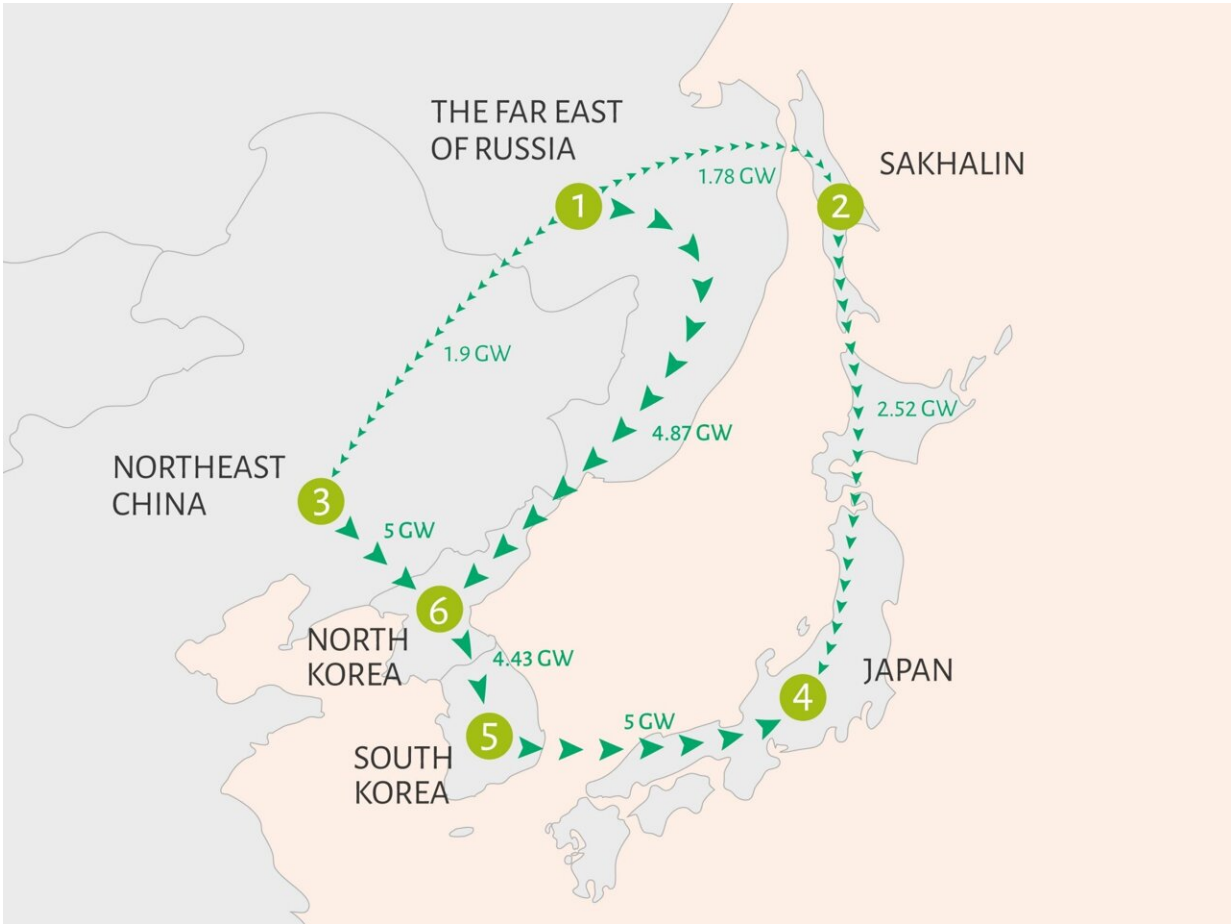 THE FAR EAST
OF RUSSIA
SAKHALIN
1.78 GW
1
2
1.9 GW
2.52 GW
4.87 GW
NORTHEAST
CHINA
3
5 GW
6
NORTH
KOREA
4.43 GW
JAPAN
4
5 GW
5
SOUTH
KOREA